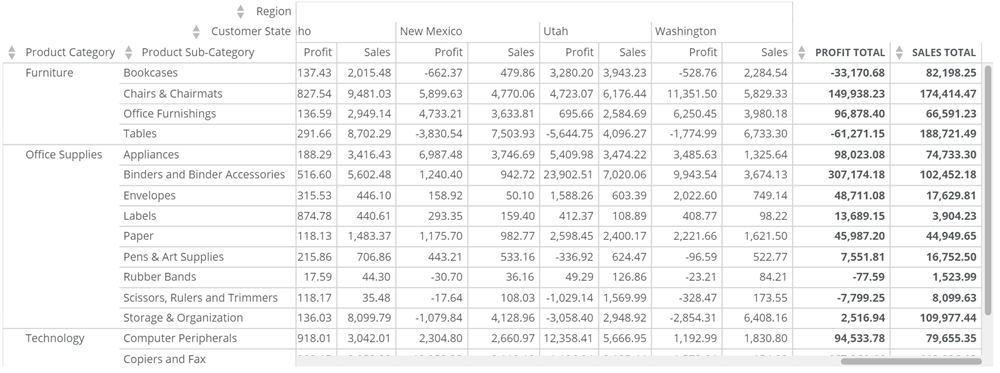 Region
Customer State ho New Mexico Utah Washington
Product Category Product Sub-Category Profit Sales Profit Sales Profit Sales Profit Sales PROFIT TOTAL SALES TOTAL
Furniture Bookcases 137.43 2,015.48 -662.37 479.86 3,280.20 3,943.23 -528.76 2,284.54 -33,170.68 82,198.25
Chairs & Chairmats 827.54 9,481.03 5,899.63 4,770.06 4,723.07 6,176.44 11,351.50 5,829.33 149,938.23 174,414.47
Office Furnishings 136.59 2,949.14 4,733.21 3,633.81 695.66 2,584.69 6,250.45 3,980.18 96,878.40 66,591.23
Tables 291.66 8,702.29 -3,830.54 7,503.93 -5,644.75 4,096.27 -1,774.99 6,733.30 -61,271.15 188,721.49
Office Supplies Appliances 188.29 3,416.43 6,987.48 3,746.69 5,409.98 3,474.22 3,485.63 1,325.64 98,023.08 74,733.30
Binders and Binder Accessories 516.60 5,602.48 1,240.40 942.72 23,902.51 7,020.06 9,943.54 3,674.13 307,174.18 102,452.18
Envelopes 315.53 446.10 158.92 50.10 1,588.26 603.39 2,022.60 749.14 48,711.08 17,629.81
Labels 874.78 440.61 293.35 159.40 412.37 108.89 408.77 98.22 13,689.15 3,904.23
Paper 118.13 1,483.37 1,175.70 982.77 2,598.45 2,400.17 2,221.66 1,621.50 45,987.20 44,949.65
Pens & Art Supplies 215.86 706.86 443.21 533.16 -336.92 624.47 -96.59 522.77 7,551.81 16,752.50
Rubber Bands 17.59 44.30 -30.70 36.16 49.29 126.86 -23.21 84.21 -77.59 1,523.99
Scissors, Rulers and Trimmers 118.17 35.48 -17.64 108.03 -1,029.14 1,569.99 -328.47 173.55 -7,799.25 8,099.63
Storage & Organization 136.03 8,099.79 -1,079.84 4,128.96 -3,058.40 2,948.92 -2,854.31 6,408.16 2,516.94 109,977.44
Technology Computer Peripherals 918.01 3,042.01 2,304.80 2,660.97 12,358.41 5,666.95 1,192.99 1,830.80 94,533.78 79,655.35
Copiers and Fax